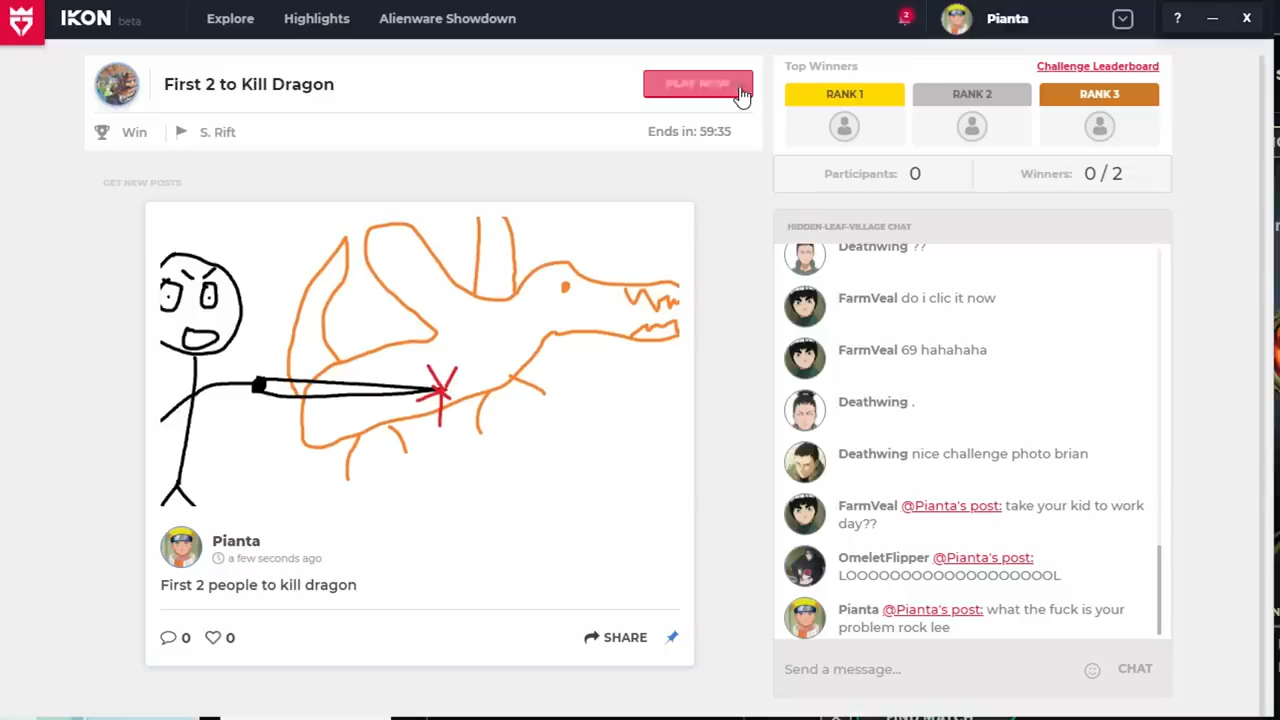 IKON beta
Explore
Highlights
Alienware Showdown
2
Pianta
?
X
First 2 to Kill Dragon
PLAY NOW
Win
S. Rift
Ends in: 59:35
Top Winners
Challenge Leaderboard
RANK 1
RANK 2
RANK 3
Participants: 0
Winners: 0 / 2
GET NEW POSTS
Pianta
a few seconds ago
First 2 people to kill dragon
0
0
SHARE
HIDDEN-LEAF-VILLAGE CHAT
Deathwing ??
FarmVeal do i clic it now
FarmVeal 69 hahahaha
Deathwing .
Deathwing nice challenge photo brian
FarmVeal @Pianta's post: take your kid to work
day??
OmeletFlipper @Pianta's post:
LOOOOOOOOOOOOOOOOOOL
Pianta @Pianta's post: what the fuck is your
problem rock lee
Send a message...
CHAT
FIND MATCH